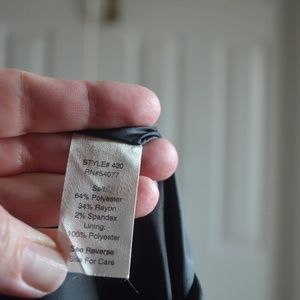 STYLE# 430
RN#54077
Self:
64% Polyester
34% Rayon
2% Spandex
Lining:
100% Polyester
See Reverse
Side For Care